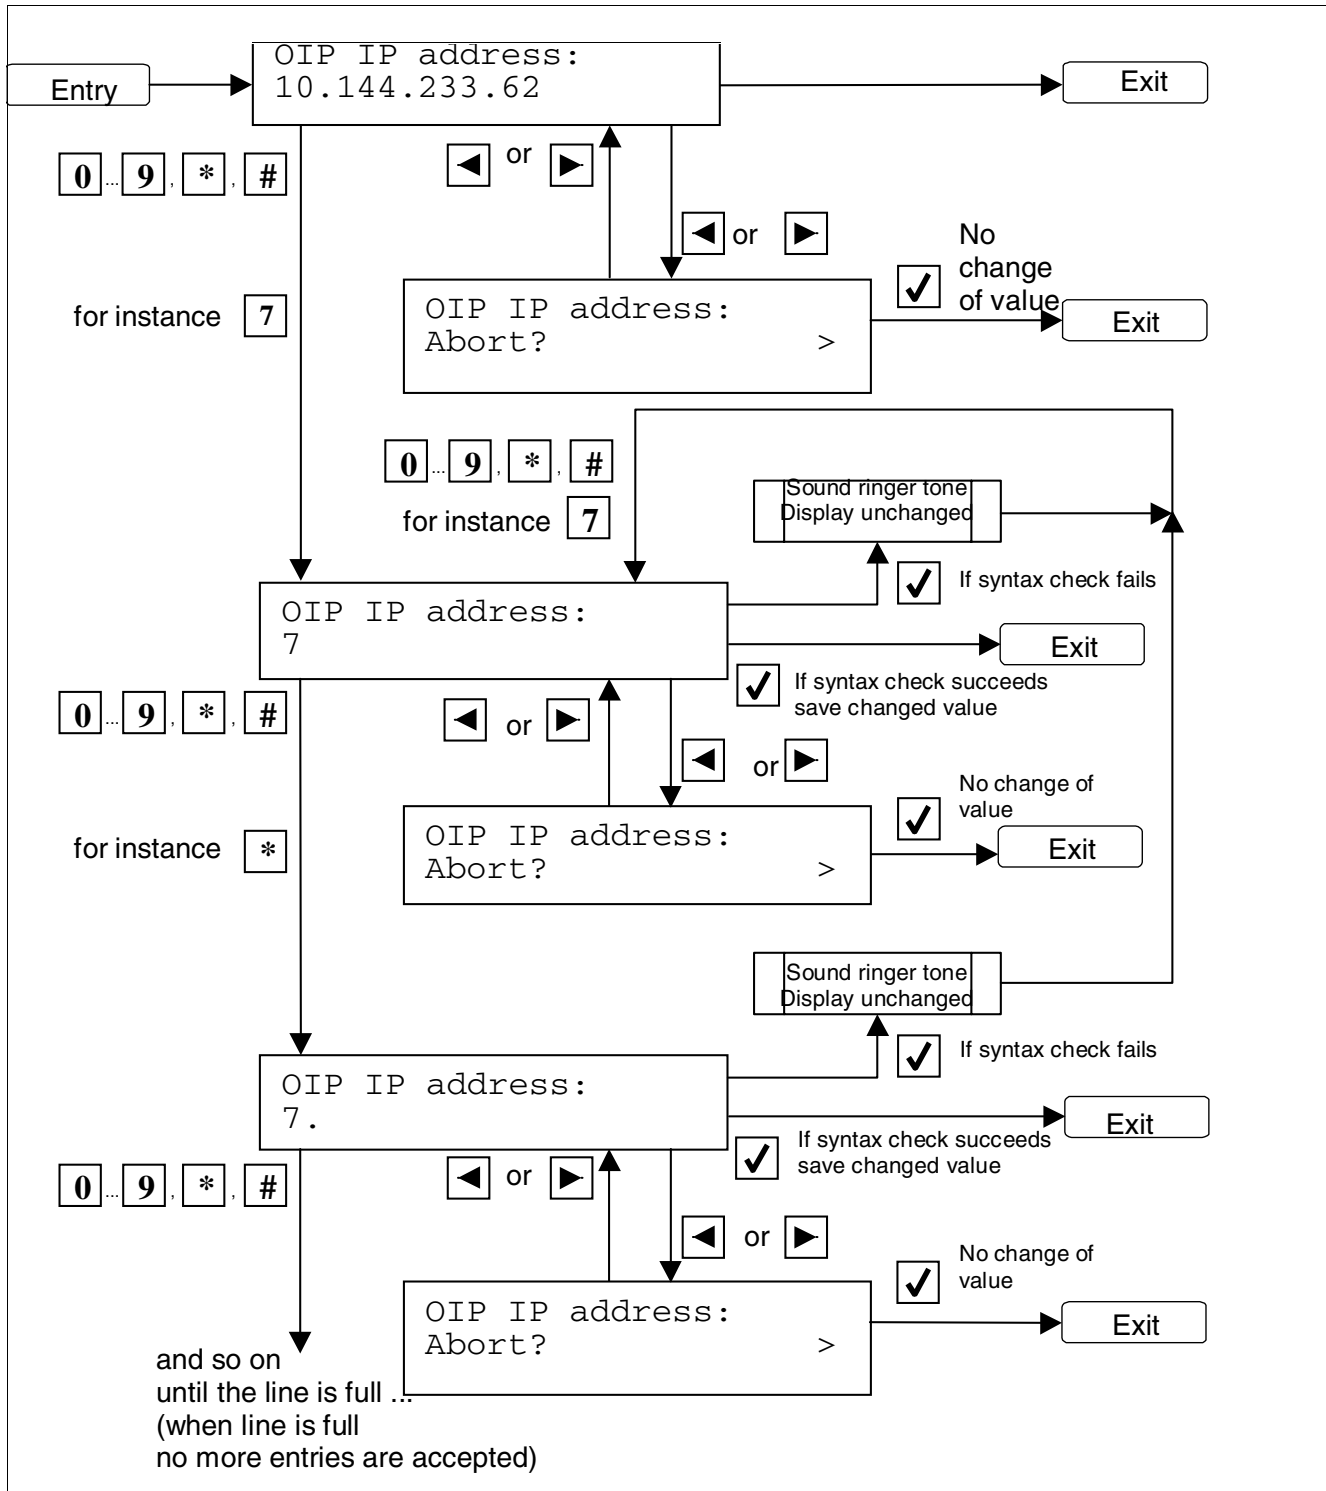 OIP IP address:
10.144.233.62
Entry
Exit
0 ... 9 , * , #
or
or
No
change
of value
for instance 7
OIP IP address:
Abort? >
Exit
0 ... 9 , * , #
for instance 7
Sound ringer tone
Display unchanged
If syntax check fails
OIP IP address:
7
Exit
If syntax check succeeds
save changed value
0 ... 9 , * , #
or
or
No change of
value
for instance *
OIP IP address:
Abort? >
Exit
Sound ringer tone
Display unchanged
If syntax check fails
OIP IP address:
7.
Exit
If syntax check succeeds
save changed value
0 ... 9 , * , #
or
or
No change of
value
OIP IP address:
Abort? >
Exit
and so on
until the line is full ...
(when line is full
no more entries are accepted)